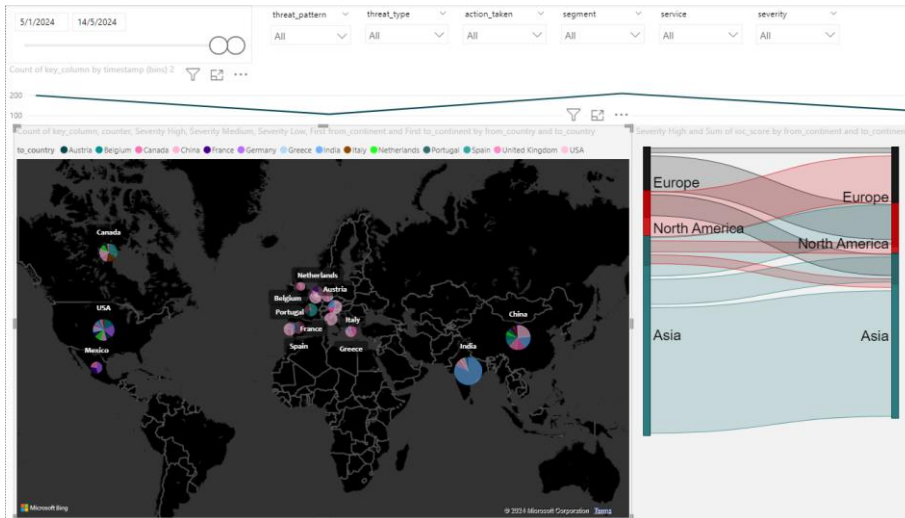 5/1/2024 14/5/2024
threat_pattern threat_type action_taken segment service severity
All All All All All All
Count of key_column by timestamp (bins) 2
200
100
Count of key_column, counter, Severity High, Severity Medium, Severity Low, First from_continent and First to_continent by from_country and to_country
to_country Austria Belgium Canada China France Germany Greece India Italy Netherlands Portugal Spain United Kingdom USA
Canada
USA
Mexico
Netherlands
Austria
Belgium
Portugal
France
Italy
Spain
Greece
China
India
Microsoft Bing
© 2024 Microsoft Corporation Terms
Severity High and Sum of ioc_score by from_continent and to_continent
Europe
Europe
North America
North America
Asia
Asia